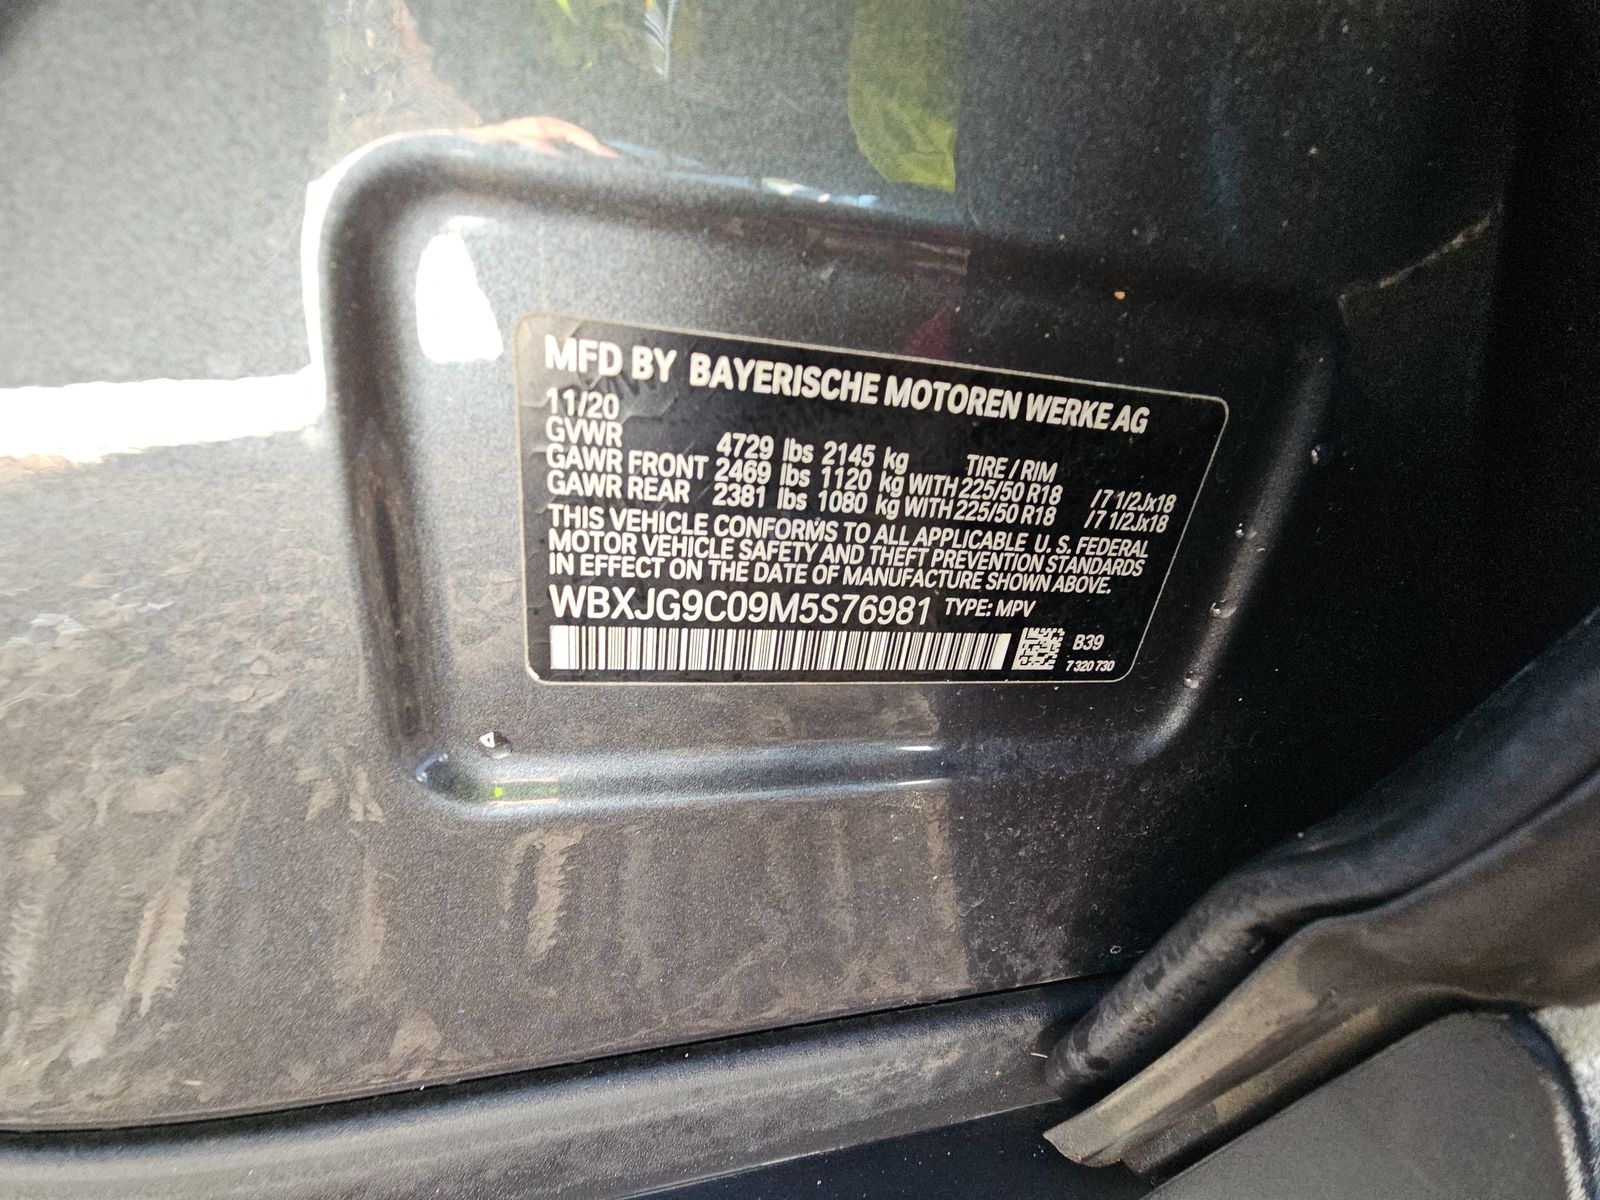 MFD BY BAYERISCHE MOTOREN WERKE AG
11/20
GVWR 4729 lbs 2145 kg TIRE / RIM
GAWR FRONT 2469 lbs 1120 kg WITH 225/50 R18 /7 1/2Jx18
GAWR REAR 2381 lbs 1080 kg WITH 225/50 R18 /7 1/2Jx18
THIS VEHICLE CONFORMS TO ALL APPLICABLE U. S. FEDERAL
MOTOR VEHICLE SAFETY AND THEFT PREVENTION STANDARDS
IN EFFECT ON THE DATE OF MANUFACTURE SHOWN ABOVE.
WBXJG9C09M5S76981 TYPE: MPV
B39
7 320 730